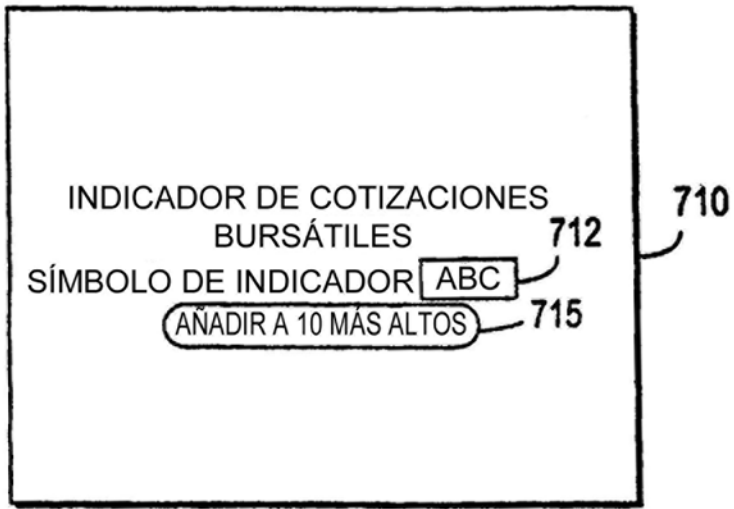 INDICADOR DE COTIZACIONES
BURSÁTILES
712
710
SÍMBOLO DE INDICADOR ABC
AÑADIR A 10 MÁS ALTOS 715